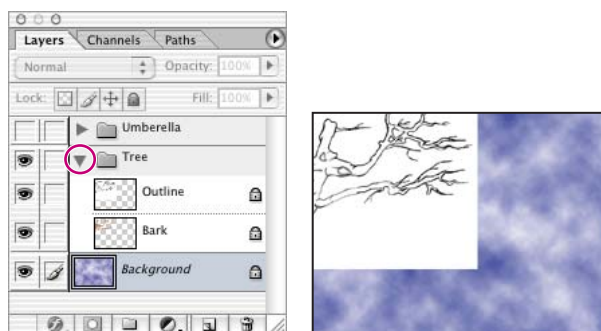 Layers Channels Paths
Normal Opacity: 100%
Lock: Fill: 100%
Umberella
Tree
Outline
Bark
Background